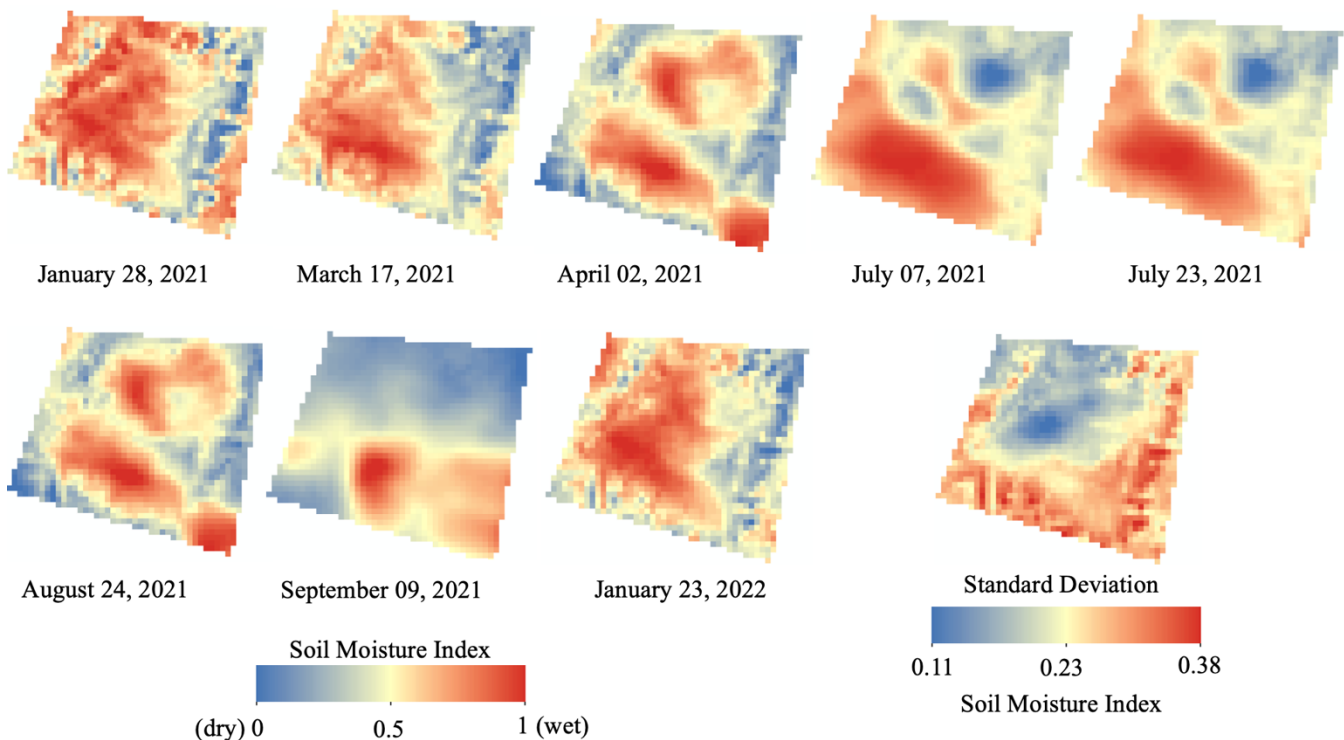 January 28, 2021
March 17, 2021
April 02, 2021
July 07, 2021
July 23, 2021
August 24, 2021
September 09, 2021
January 23, 2022
Standard Deviation
0.11
0.23
0.38
Soil Moisture Index
Soil Moisture Index
(dry) 0
0.5
1 (wet)